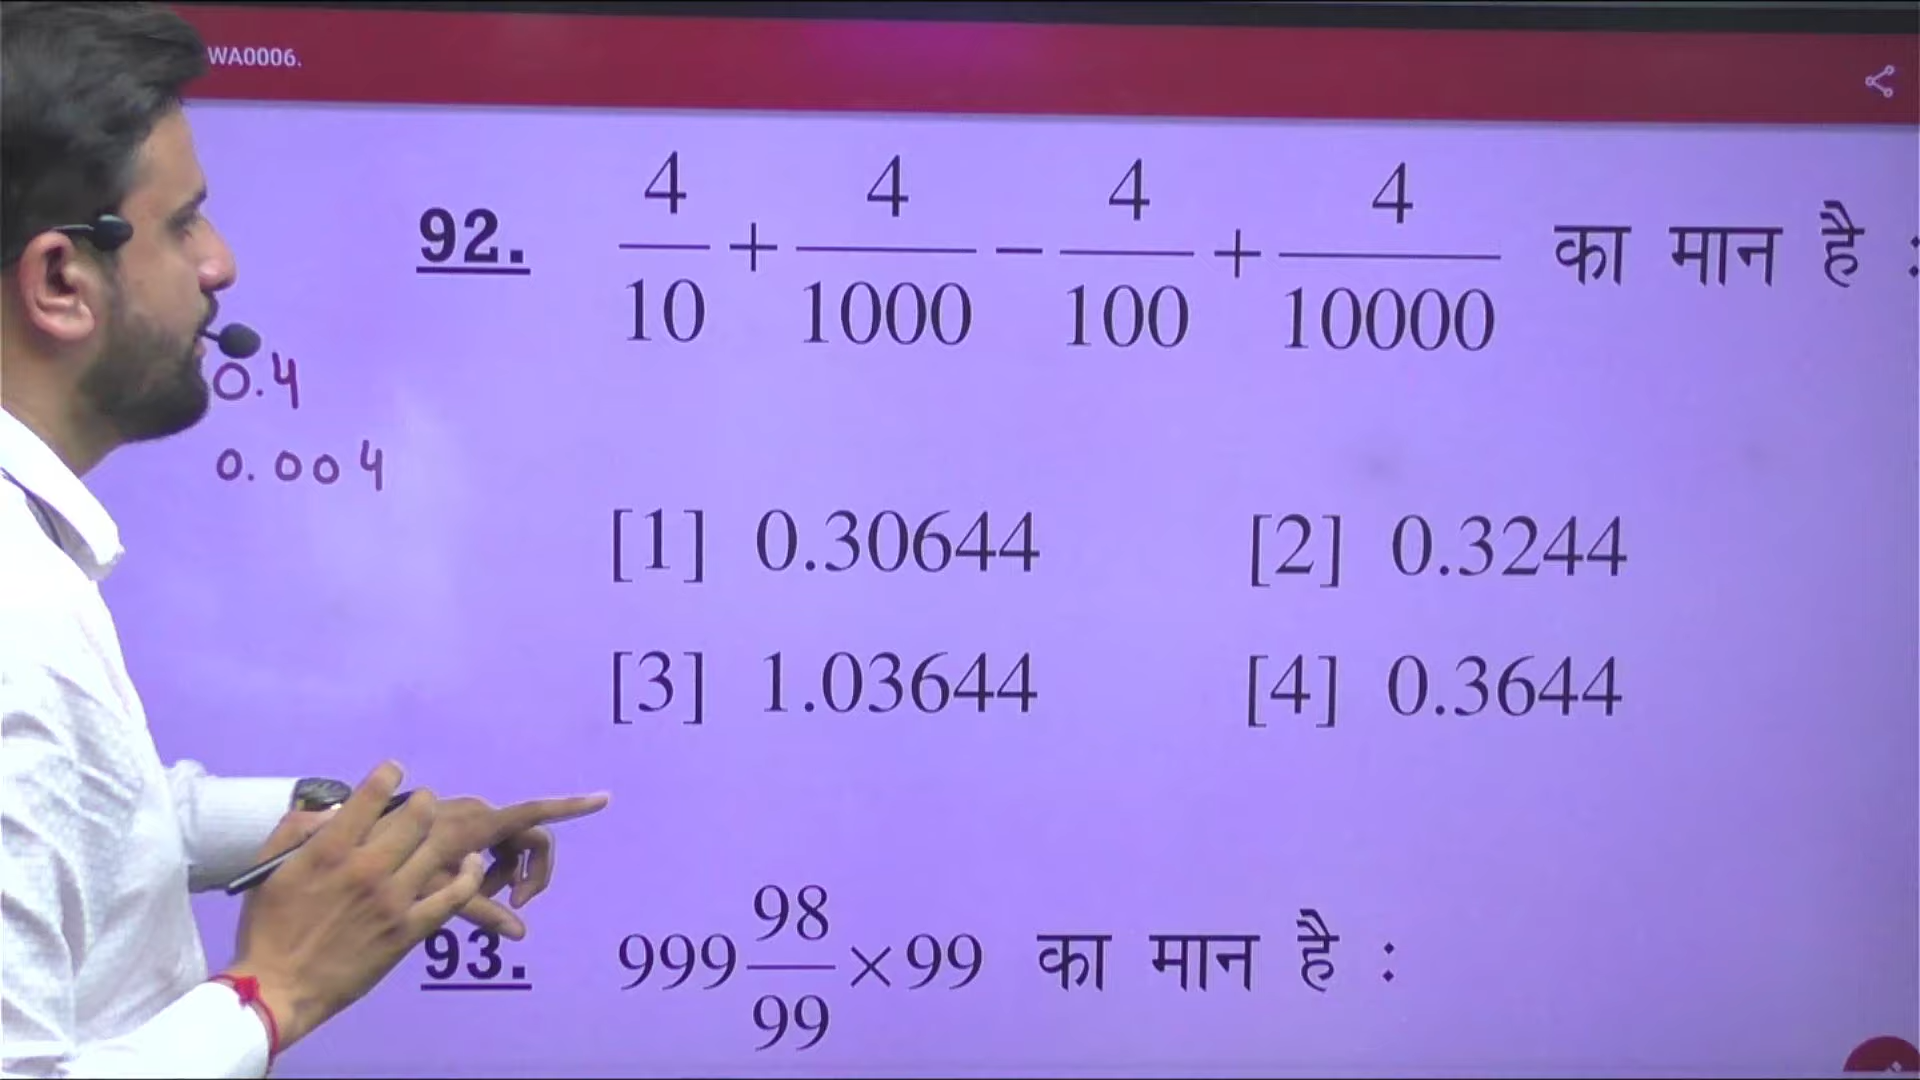 WA0006.
92. 4/10 + 4/1000 − 4/100 + 4/10000 का मान है :
0.4
0.004
[1] 0.30644 [2] 0.3244
[3] 1.03644 [4] 0.3644
93. 999 98/99 ×99 का मान है :